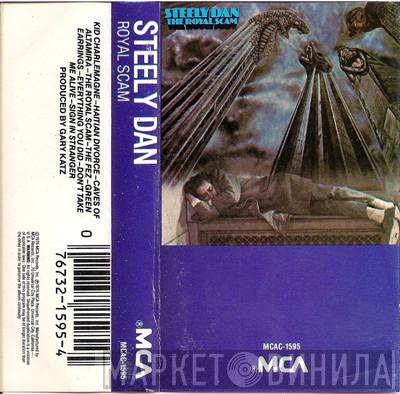 KID CHARLEMAGNE–HAITIAN DIVORCE–CAVES OF
ALTAMIRA–THE ROYAL SCAM–THE FEZ–GREEN
EARRINGS–EVERYTHING YOU DID–DON'T TAKE
ME ALIVE–SIGN IN STRANGER
PRODUCED BY GARY KATZ
0
76732-1595-4
STEELY DAN
ROYAL SCAM
MCA
MCAC-1595
STEELY DAN
THE ROYAL SCAM
MCAC-1595
MCA
МАРКЕТ ВИНИЛА